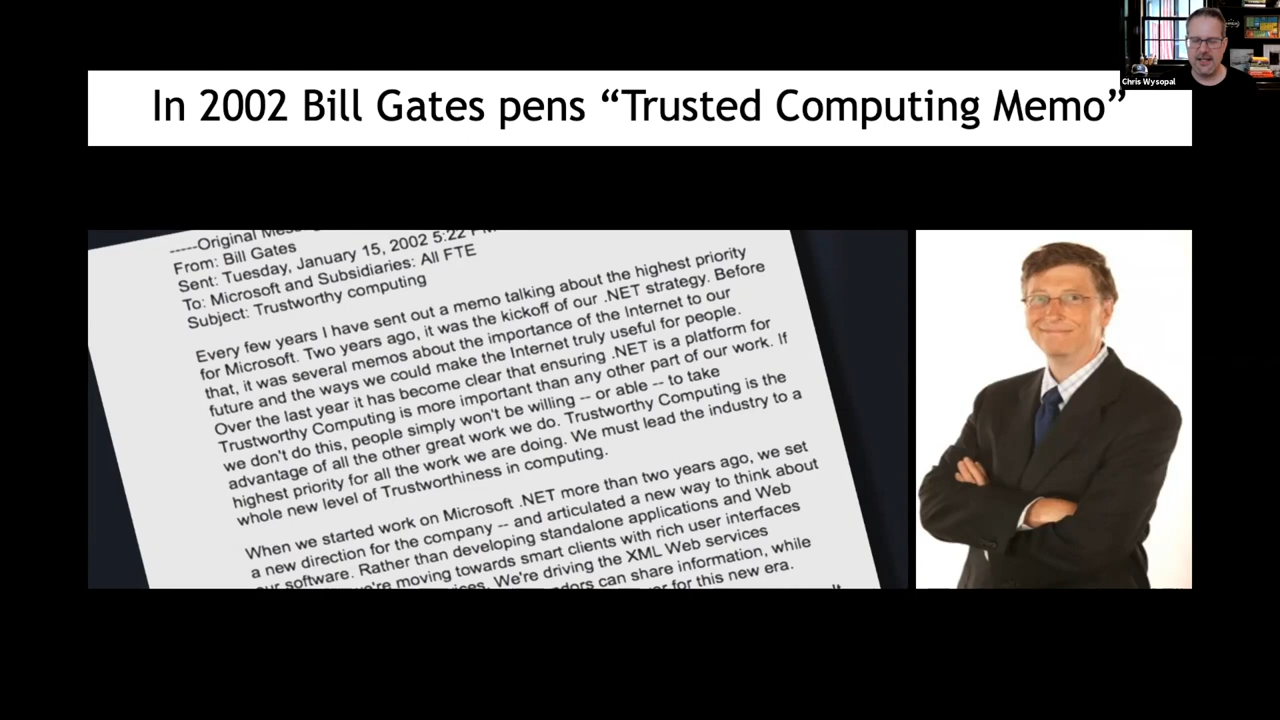 Chris Wysopal
In 2002 Bill Gates pens “Trusted Computing Memo”
-----Original
From: Bill Gates
Sent: Tuesday, January 15, 2002 5:22
To: Microsoft and Subsidiaries: All FTE
Subject: Trustworthy computing
Every few years I have sent out a memo talking about the highest priority
for Microsoft. Two years ago, it was the kickoff of our .NET strategy. Before
that, it was several memos about the importance of the Internet to our
future and the ways we could make the Internet truly useful for people.
Over the last year it has become clear that ensuring .NET is a platform for
Trustworthy Computing is more important than any other part of our work. If
we don't do this, people simply won't be willing -- or able -- to take
advantage of all the other great work we do. Trustworthy Computing is the
highest priority for all the work we are doing. We must lead the industry to a
whole new level of Trustworthiness in computing.
When we started work on Microsoft .NET more than two years ago, we set
a new direction for the company -- and articulated a new way to think about
our software. Rather than developing standalone applications and Web
we're moving towards smart clients with rich user interfaces
We're driving the XML Web services
can share information, while
for this new era.